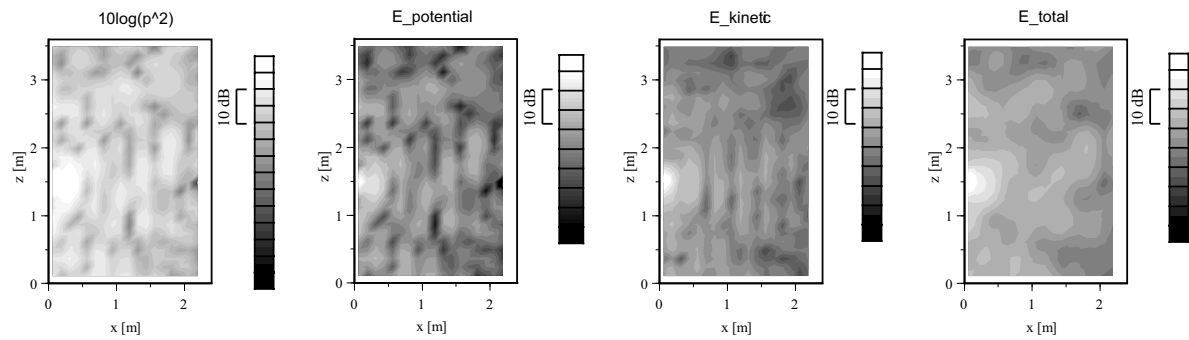 10log(p^2)
z [m]
3
2
1
0
0 1 2
x [m]
10 dB
E_potential
z [m]
3
2
1
0
0 1 2
x [m]
10 dB
E_kinetic
z [m]
3
2
1
0
0 1 2
x [m]
10 dB
E_total
z [m]
3
2
1
0
0 1 2
x [m]
10 dB